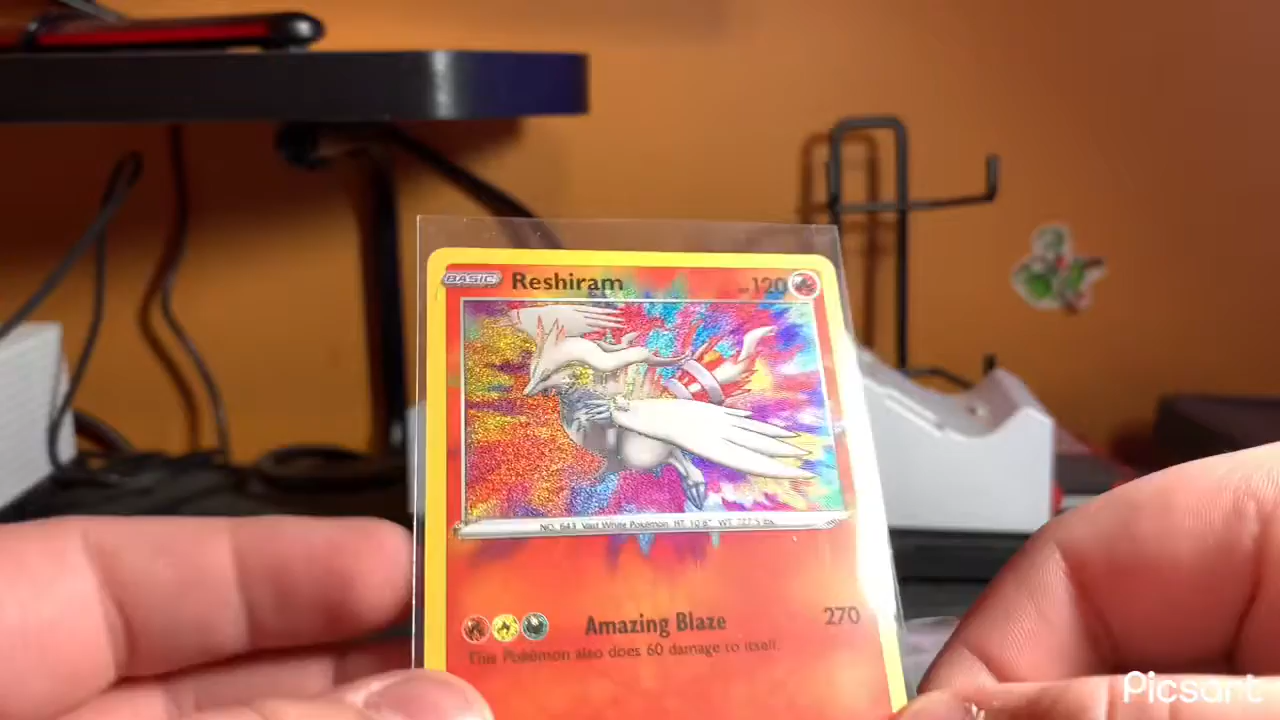 BASIC Reshiram 120
NO. 643 Vast White Pokémon HT. 10'6" WT. 727.5 lbs.
Amazing Blaze 270
This Pokémon also does 60 damage to itself.
Picsart